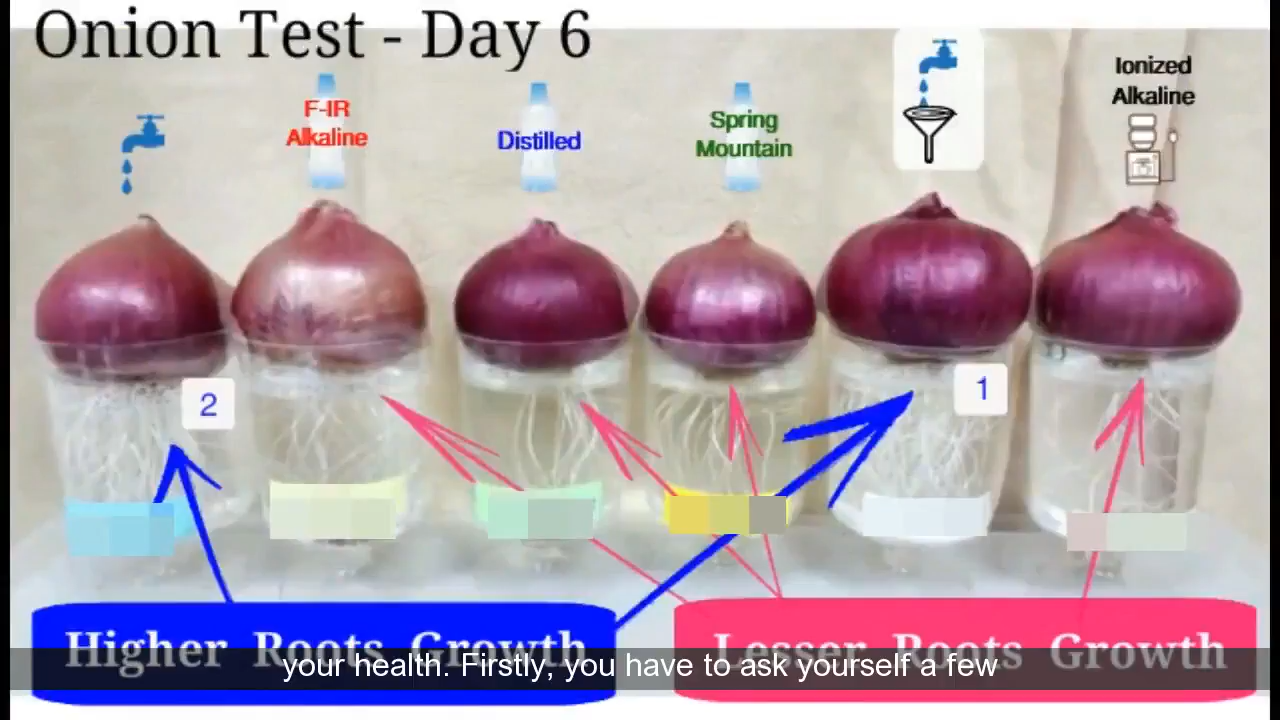 Onion Test - Day 6
F-IR
Alkaline
Distilled
Spring
Mountain
Ionized
Alkaline
2
1
Higher Roots Growth
Lesser Roots Growth
your health. Firstly, you have to ask yourself a few